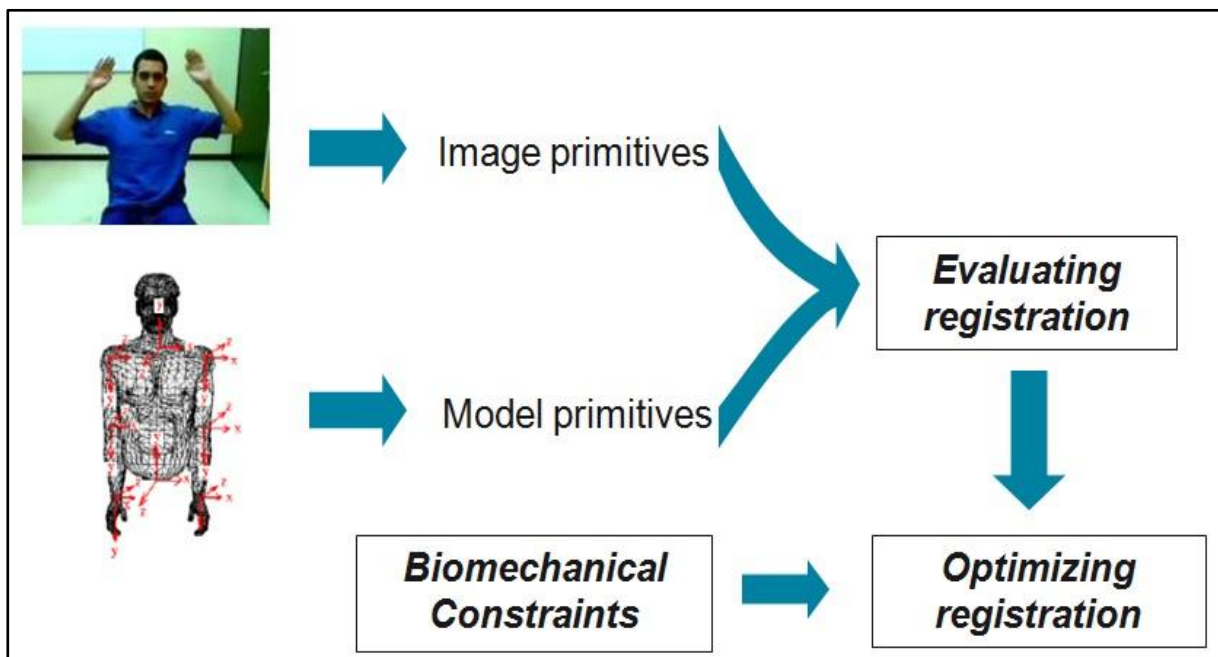 Image primitives
Evaluating
registration
Model primitives
Biomechanical
Constraints
Optimizing
registration
y
x
z
y
x
z
y